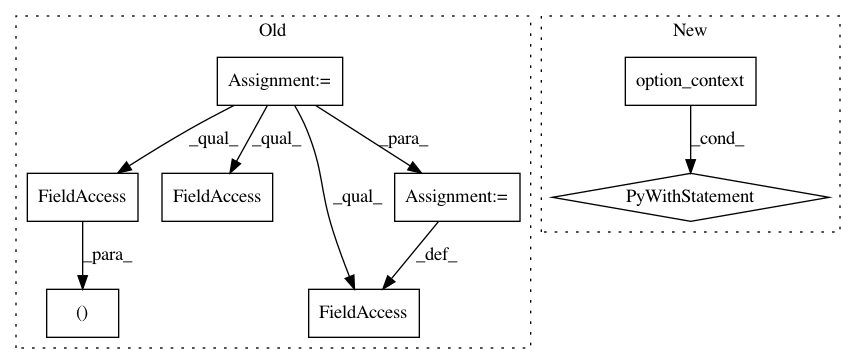 Old
New
Assignment:=
option_context
_qual_
_qual_
_para_
_cond_
FieldAccess
FieldAccess
_qual_
Assignment:=
PyWithStatement
_para_
_def_
()
FieldAccess